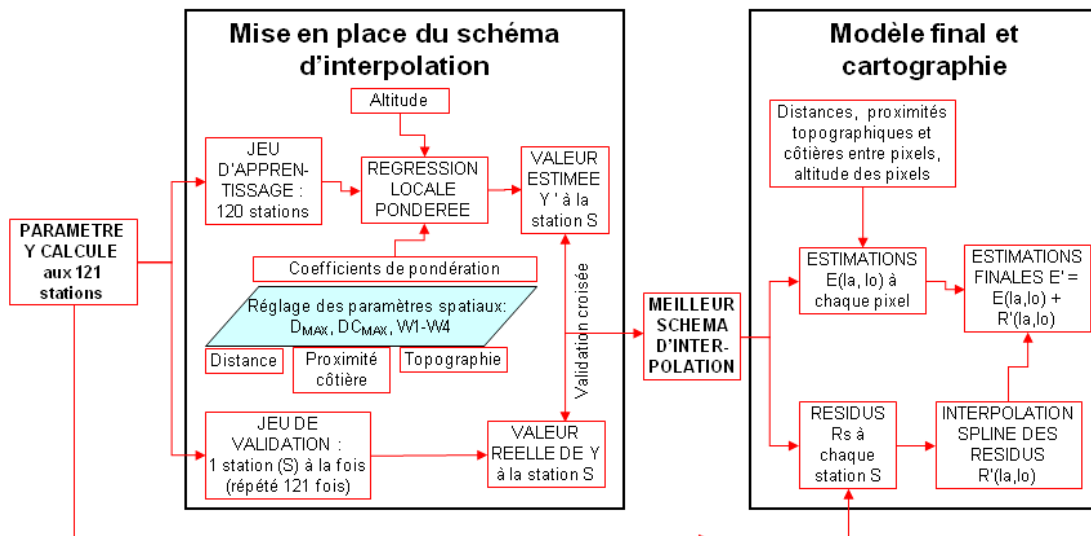 Mise en place du schéma
d'interpolation
Altitude
JEU
D'APPREN-
TISSAGE :
120 stations
REGRESSION
LOCALE
PONDEREE
VALEUR
ESTIMEE
Y ' à la
station S
PARAMETRE
Y CALCULE
aux 121
stations
Coefficients de pondération
Réglage des paramètres spatiaux:
DMAX, DCMAX, W1-W4
Distance
Proximité
côtière
Topographie
Validation croisée
JEU DE
VALIDATION :
1 station (S) à la fois
(répété 121 fois)
VALEUR
REELLE DE Y
à la station S
MEILLEUR
SCHEMA
D'INTER-
POLATION
Modèle final et
cartographie
Distances, proximités
topographiques et
côtières entre pixels,
altitude des pixels
ESTIMATIONS
E(la, lo) à
chaque pixel
ESTIMATIONS
FINALES E' =
E(la,lo) +
R'(la,lo)
RESIDUS
Rs à
chaque
station S
INTERPOLATION
SPLINE DES
RESIDUS
R'(la,lo)